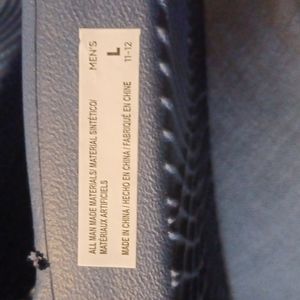 MEN'S
L
11-12
ALL MAN MADE MATERIALS/ MATERIAL SINTÉTICO/
MATÉRIAUX ARTIFICIELS
MADE IN CHINA / HECHO EN CHINA / FABRIQUÉ EN CHINE